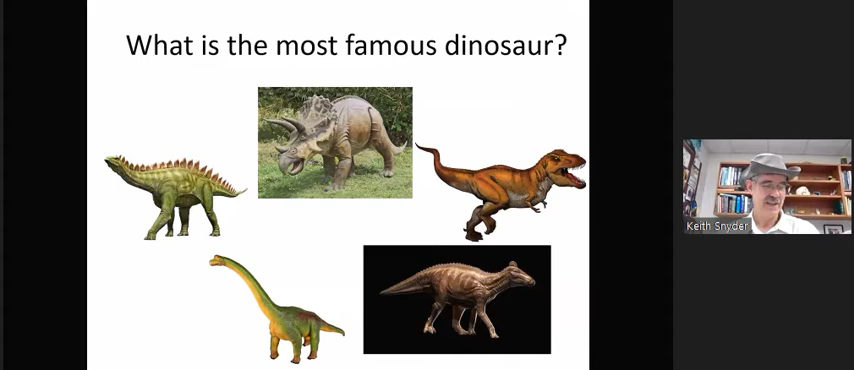 What is the most famous dinosaur?
Keith Snyder